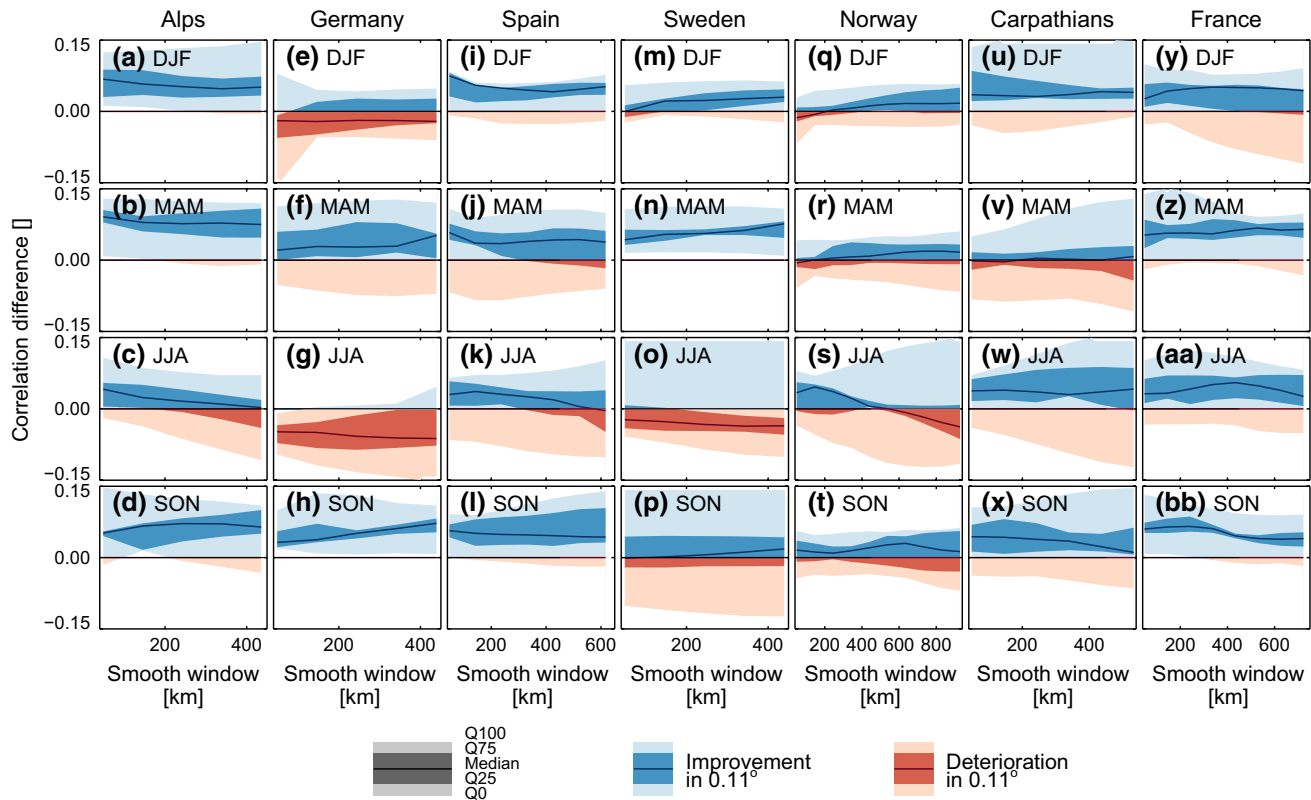 Alps Germany Spain Sweden Norway Carpathians France
0.15 (a) DJF (e) DJF (i) DJF (m) DJF (q) DJF (u) DJF (y) DJF
0.00
−0.15
0.15 (b) MAM (f) MAM (j) MAM (n) MAM (r) MAM (v) MAM (z) MAM
0.00
−0.15
0.15 (c) JJA (g) JJA (k) JJA (o) JJA (s) JJA (w) JJA (aa) JJA
0.00
−0.15
0.15 (d) SON (h) SON (l) SON (p) SON (t) SON (x) SON (bb) SON
0.00
−0.15
Correlation difference []
200 400 200 400 200 400 600 200 400 200 400 600 800 200 400 200 400 600
Smooth window Smooth window Smooth window Smooth window Smooth window Smooth window Smooth window
[km] [km] [km] [km] [km] [km] [km]
Q100
Q75
Median
Q25
Q0
Improvement
in 0.11°
Deterioration
in 0.11°